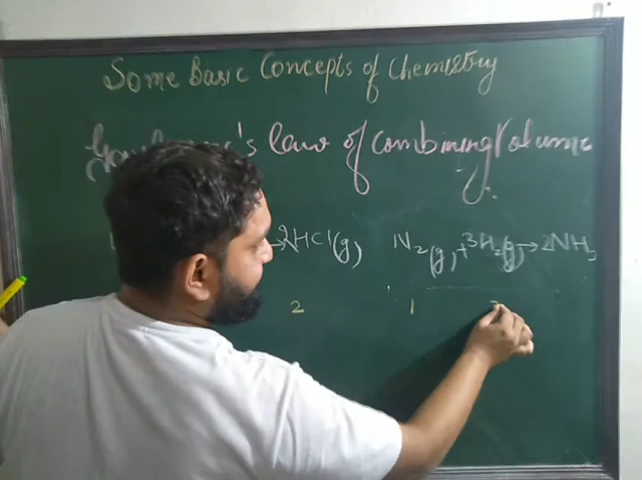 Some Basic Concepts of Chemistry
's law of combining Volume
→2HCl(g) N₂(g)+3H₂(g)→2NH₃
2 1